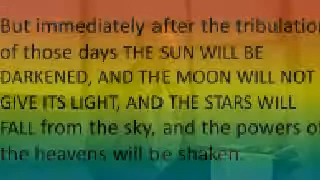 But immediately after the tribulation
of those days THE SUN WILL BE
DARKENED, AND THE MOON WILL NOT
GIVE ITS LIGHT, AND THE STARS WILL
FALL from the sky, and the powers of
the heavens will be shaken.